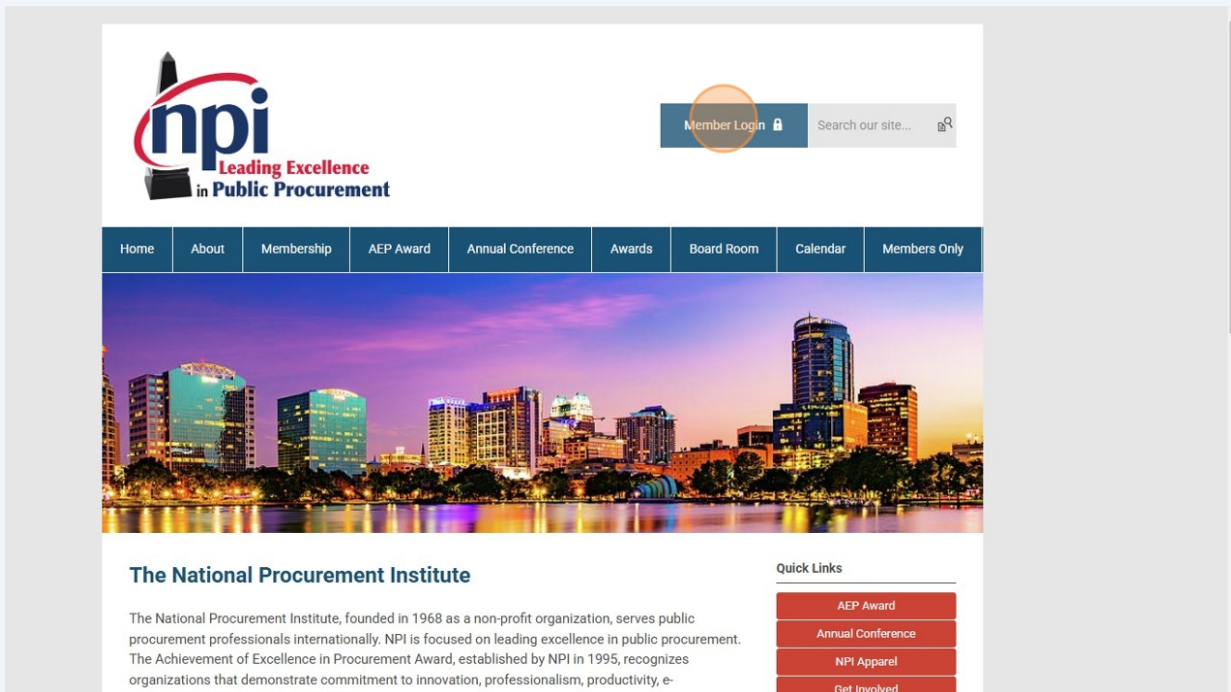 npi
Leading Excellence
in Public Procurement
Member Login
Search our site...
Home About Membership AEP Award Annual Conference Awards Board Room Calendar Members Only
The National Procurement Institute
The National Procurement Institute, founded in 1968 as a non-profit organization, serves public
procurement professionals internationally. NPI is focused on leading excellence in public procurement.
The Achievement of Excellence in Procurement Award, established by NPI in 1995, recognizes
organizations that demonstrate commitment to innovation, professionalism, productivity, e-
Quick Links
AEP Award
Annual Conference
NPI Apparel
Get Involved